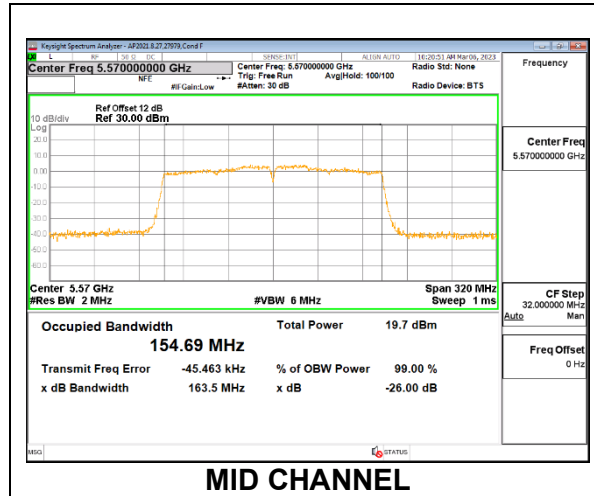 Keysight Spectrum Analyzer - AP2021.8.27,27979,Cond F
L RF 50 Ω DC SENSE:INT ALIGN AUTO 10:20:51 AM Mar 06, 2023
Center Freq 5.570000000 GHz
NFE
#IFGain:Low
Center Freq: 5.570000000 GHz
Trig: Free Run Avg|Hold: 100/100
#Atten: 30 dB
Radio Std: None
Radio Device: BTS
Frequency
Ref Offset 12 dB
10 dB/div Ref 30.00 dBm
Log
20.0
10.0
0.00
-10.0
-20.0
-30.0
-40.0
-50.0
-60.0
Center Freq
5.570000000 GHz
Center 5.57 GHz Span 320 MHz
#Res BW 2 MHz #VBW 6 MHz Sweep 1 ms
CF Step
32.000000 MHz
Auto Man
Freq Offset
0 Hz
Occupied Bandwidth Total Power 19.7 dBm
154.69 MHz
Transmit Freq Error -45.463 kHz % of OBW Power 99.00 %
x dB Bandwidth 163.5 MHz x dB -26.00 dB
MSG STATUS
MID CHANNEL